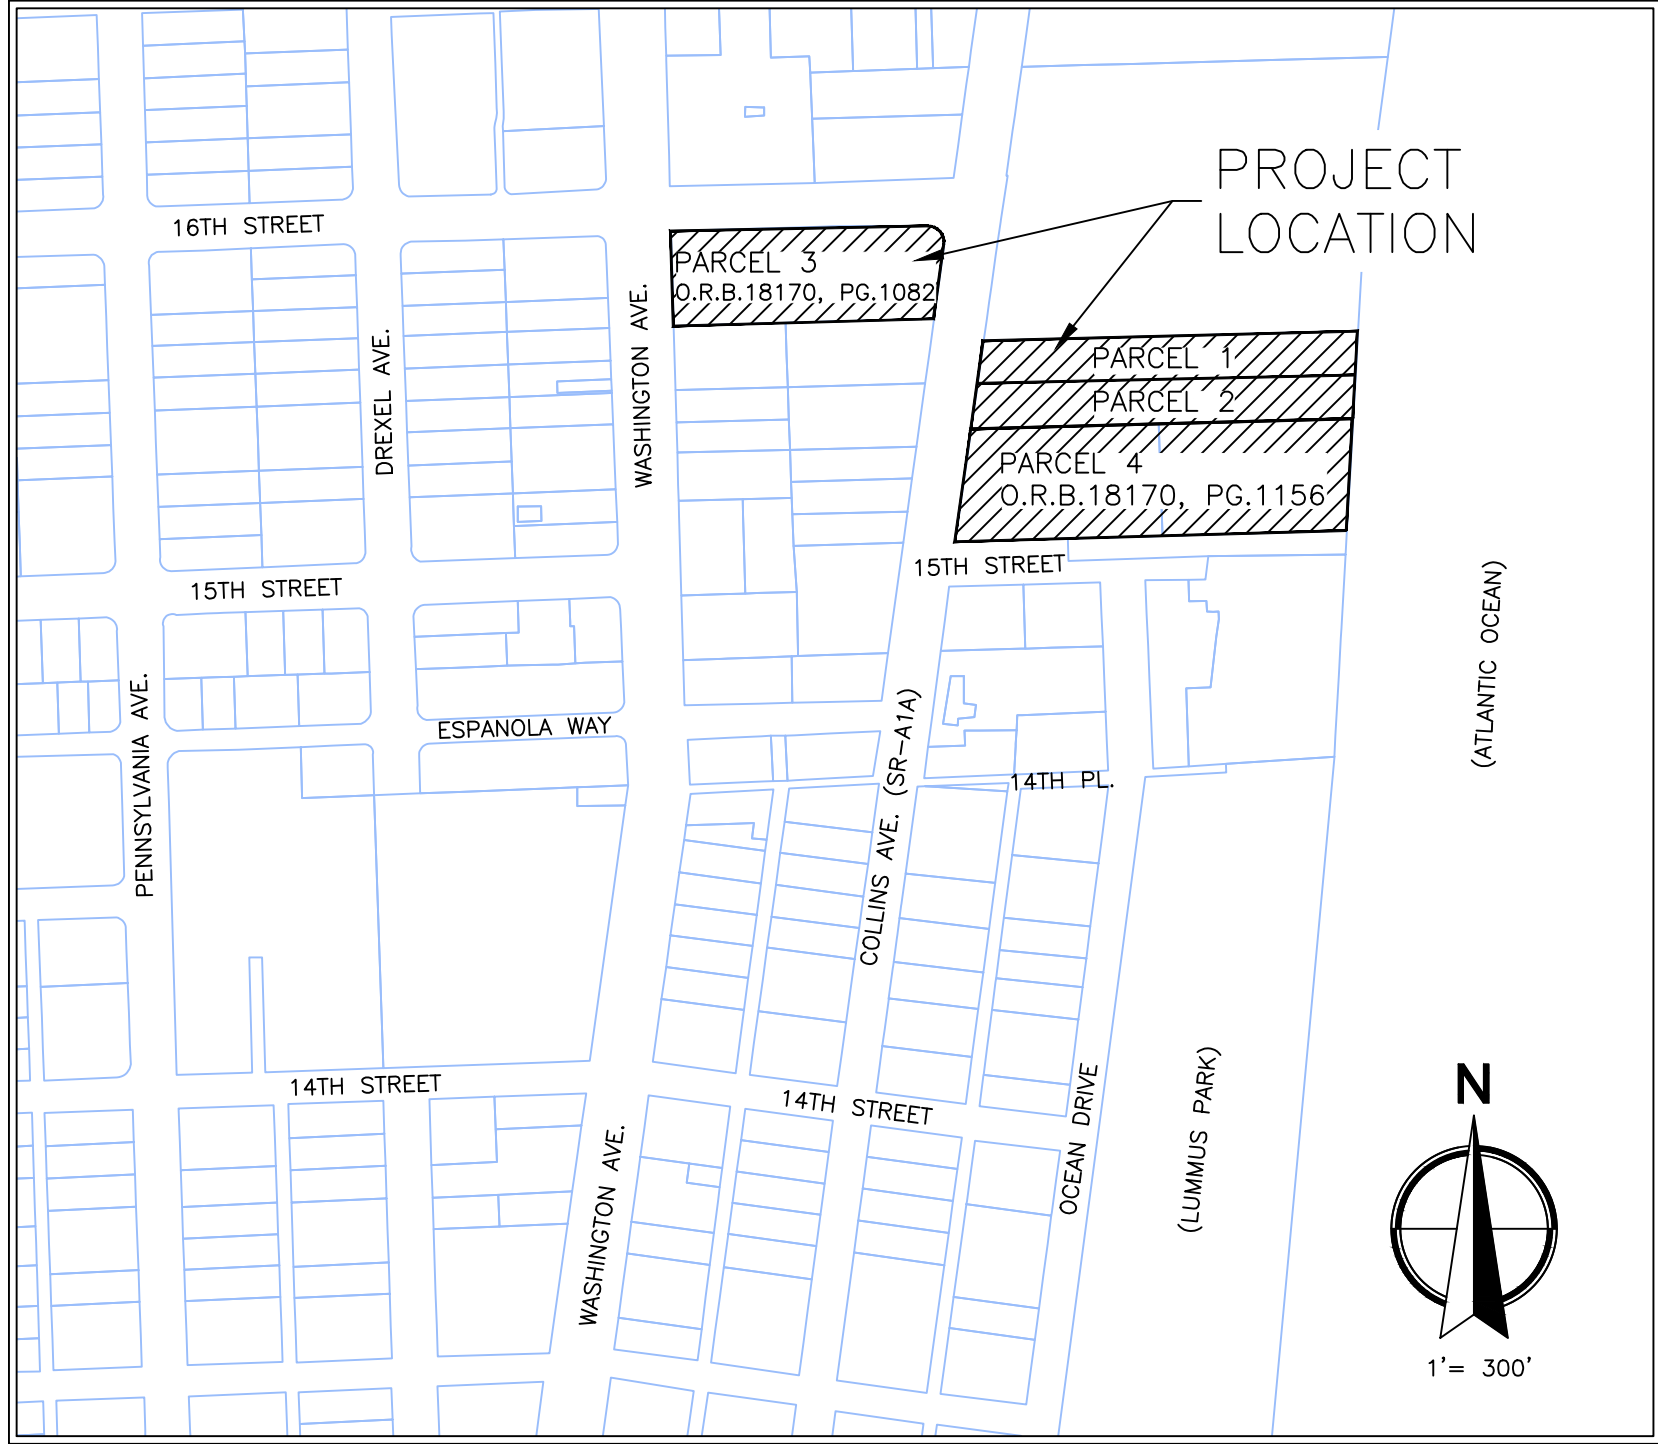 PROJECT
LOCATION
16TH STREET
PARCEL 3
O.R.B.18170, PG.1082
WASHINGTON AVE.
DREXEL AVE.
PARCEL 1
PARCEL 2
PARCEL 4
O.R.B.18170, PG.1156
15TH STREET
15TH STREET
(ATLANTIC OCEAN)
PENNSYLVANIA AVE.
ESPANOLA WAY
COLLINS AVE. (SR-A1A)
14TH PL.
14TH STREET
14TH STREET
OCEAN DRIVE
(LUMMUS PARK)
WASHINGTON AVE.
N
1'= 300'